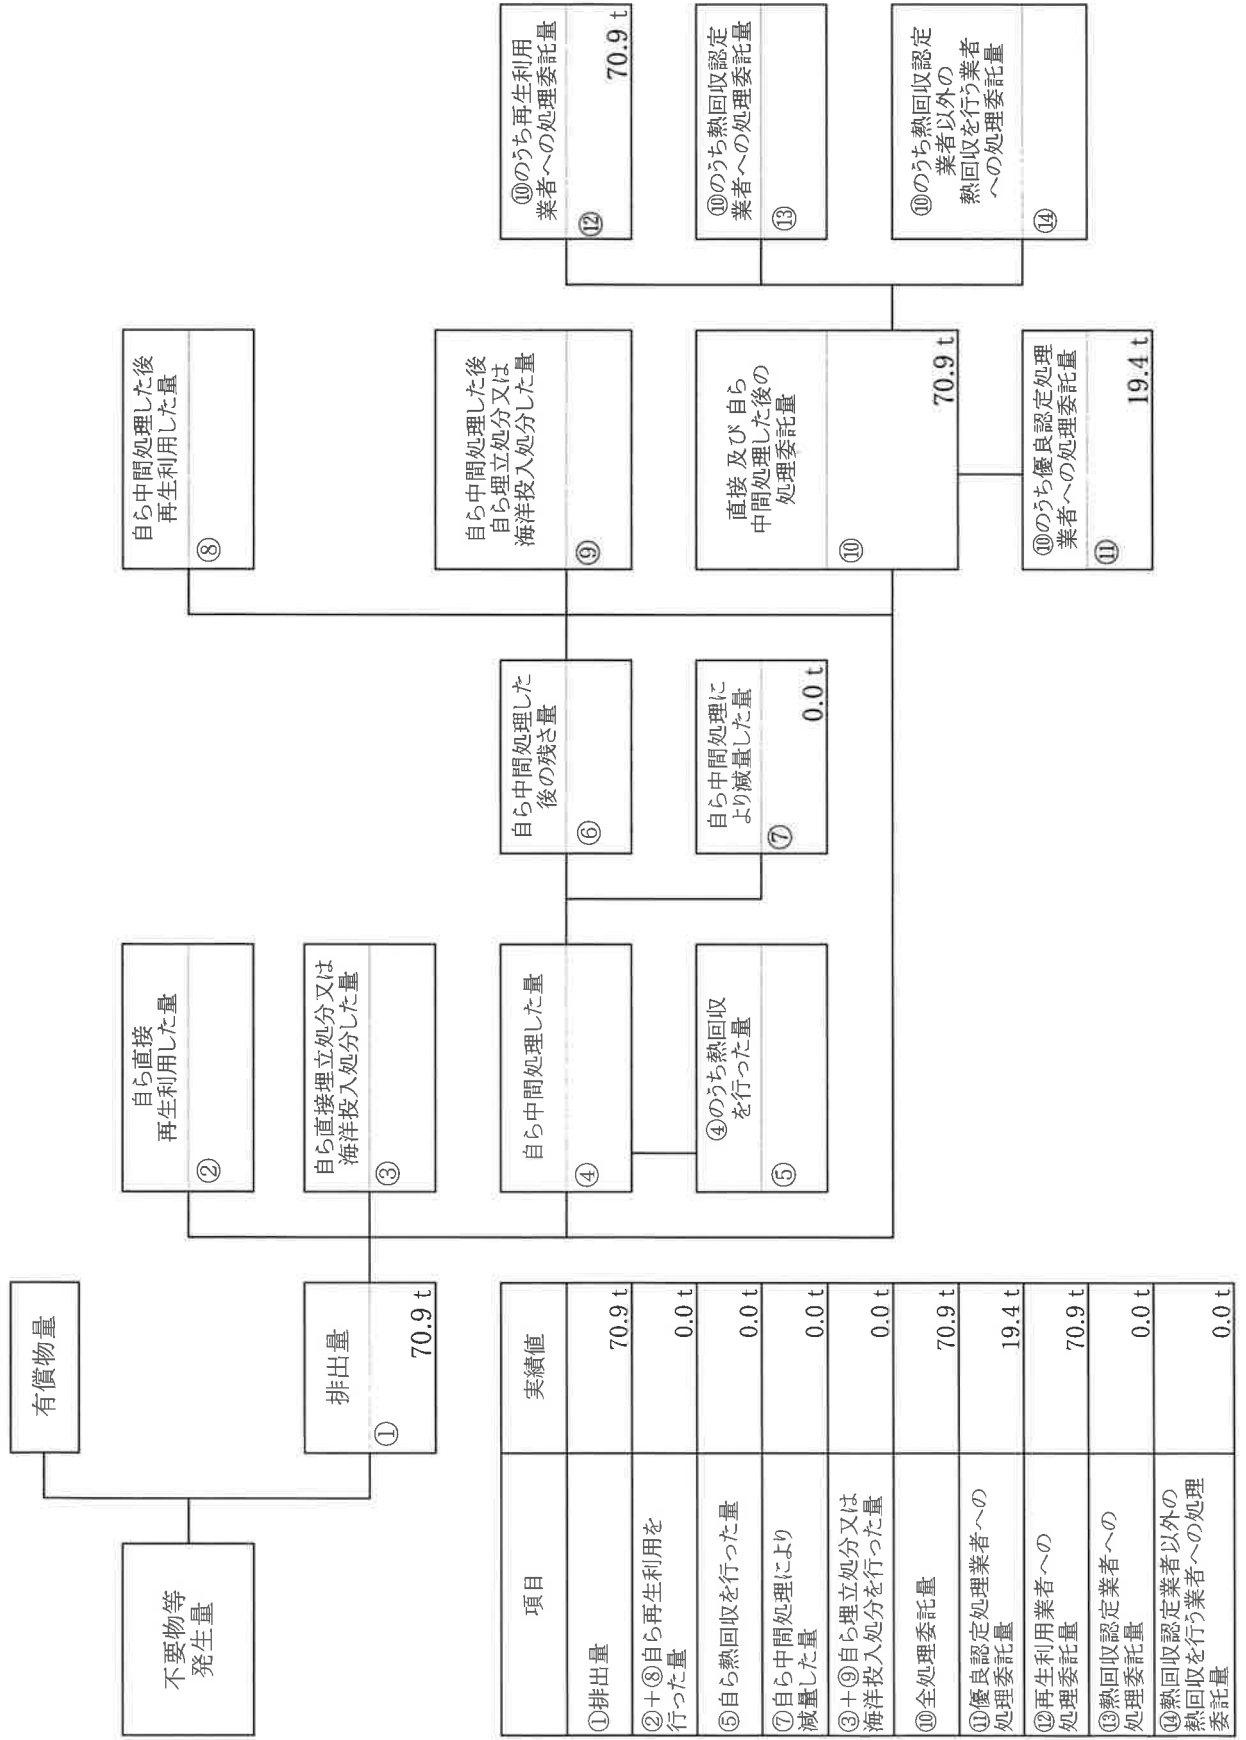 有償物量
不要物等
発生量
排出量
①
70.9 t
自ら直接
再生利用した量
②
自ら直接埋立処分又は
海洋投入処分した量
③
自ら中間処理した量
④
④のうち熱回収
を行った量
⑤
自ら中間処理した
後の残さ量
⑥
自ら中間処理に
より減量した量
⑦
0.0 t
自ら中間処理した後
再生利用した量
⑧
自ら中間処理した後
自ら埋立処分又は
海洋投入処分した量
⑨
直接 及び 自ら
中間処理した後の
処理委託量
⑩
70.9 t
⑩のうち優良認定処理
業者への処理委託量
⑪
19.4 t
⑩のうち再生利用
業者への処理委託量
⑫
70.9 t
⑩のうち熱回収認定
業者への処理委託量
⑬
⑩のうち熱回収認定
業者以外の
熱回収を行う業者
への処理委託量
⑭
項目 実績値
①排出量 70.9 t
②+⑧自ら再生利用を
行った量 0.0 t
⑤自ら熱回収を行った量 0.0 t
⑦自ら中間処理により
減量した量 0.0 t
③+⑨自ら埋立処分又は
海洋投入処分を行った量 0.0 t
⑩全処理委託量 70.9 t
⑪優良認定処理業者への
処理委託量 19.4 t
⑫再生利用業者への
処理委託量 70.9 t
⑬熱回収認定業者への
処理委託量 0.0 t
⑭熱回収認定業者以外の
熱回収を行う業者への処理
委託量 0.0 t